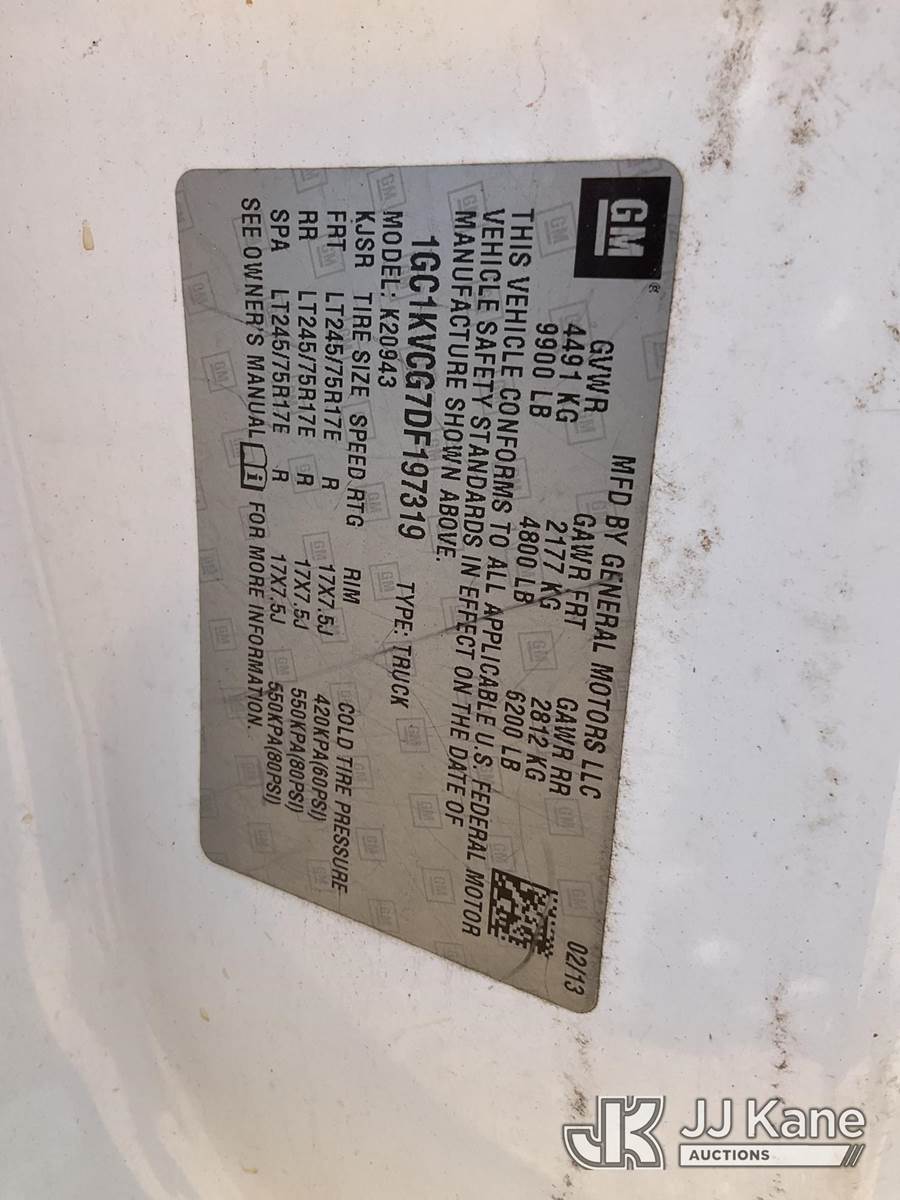 GM®
MFD BY GENERAL MOTORS LLC 02/13
GVWR GAWR FRT GAWR RR
4491 KG 2177 KG 2812 KG
9900 LB 4800 LB 6200 LB
THIS VEHICLE CONFORMS TO ALL APPLICABLE U.S. FEDERAL MOTOR
VEHICLE SAFETY STANDARDS IN EFFECT ON THE DATE OF
MANUFACTURE SHOWN ABOVE.
1GC1KVCG7DF197319 TYPE: TRUCK
MODEL: K20943
KJSR TIRE SIZE SPEED RTG RIM COLD TIRE PRESSURE
FRT LT245/75R17E R 17X7.5J 420KPA(60PSI)
RR LT245/75R17E R 17X7.5J 550KPA(80PSI)
SPA LT245/75R17E R 17X7.5J 550KPA(80PSI)
SEE OWNER'S MANUAL i FOR MORE INFORMATION.
JK JJ Kane
AUCTIONS